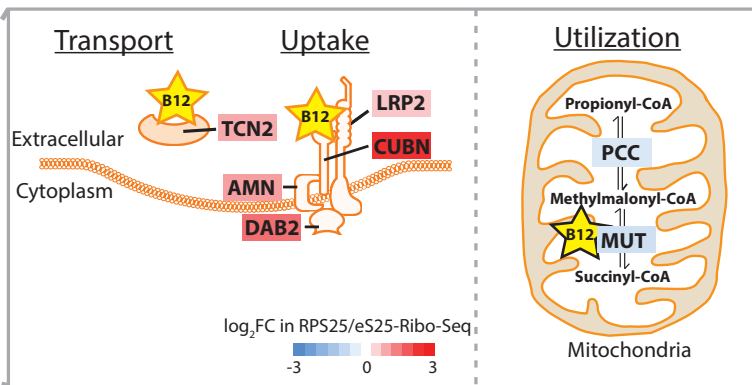 Transport
Uptake
Utilization
B12
TCN2
B12
LRP2
CUBN
Extracellular
Cytoplasm
AMN
DAB2
Propionyl-CoA
PCC
Methylmalonyl-CoA
B12
MUT
Succinyl-CoA
Mitochondria
log₂FC in RPS25/eS25-Ribo-Seq
-3 0 3